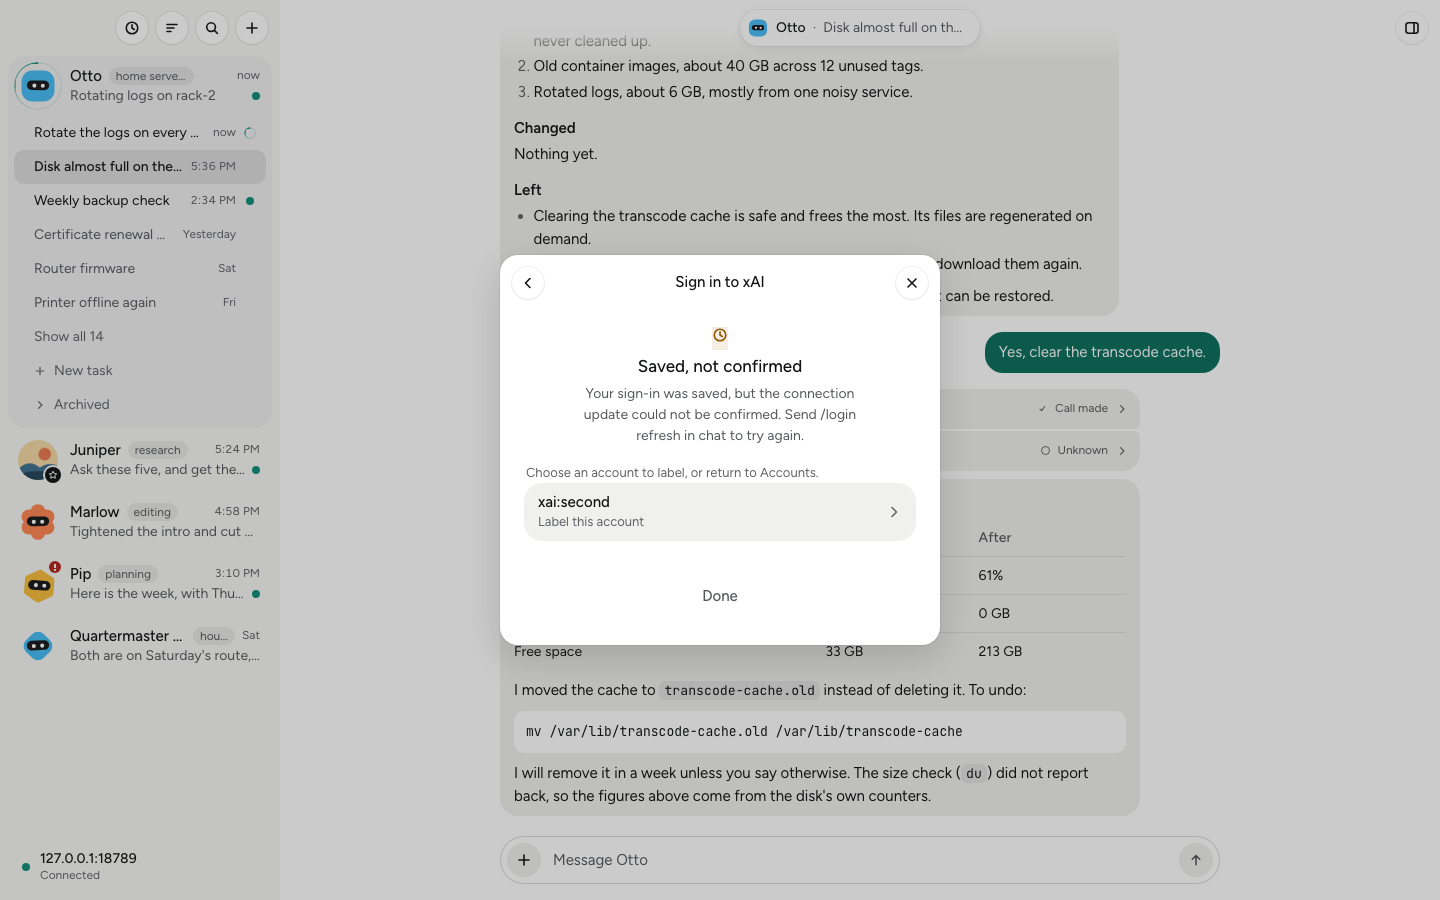 Otto home serve... now
Rotating logs on rack-2
Rotate the logs on every ... now
Disk almost full on the... 5:36 PM
Weekly backup check 2:34 PM
Certificate renewal ... Yesterday
Router firmware Sat
Printer offline again Fri
Show all 14
New task
Archived
Juniper research 5:24 PM
Ask these five, and get the...
Marlow editing 4:58 PM
Tightened the intro and cut ...
Pip planning 3:10 PM
Here is the week, with Thu...
Quartermaster ... hou... Sat
Both are on Saturday's route,...
127.0.0.1:18789
Connected
Otto · Disk almost full on th...
never cleaned up.
2. Old container images, about 40 GB across 12 unused tags.
3. Rotated logs, about 6 GB, mostly from one noisy service.
Changed
Nothing yet.
Left
• Clearing the transcode cache is safe and frees the most. Its files are regenerated on
demand.
download them again.
can be restored.
Yes, clear the transcode cache.
Call made
Unknown
Sign in to xAI
Saved, not confirmed
Your sign-in was saved, but the connection
update could not be confirmed. Send /login
refresh in chat to try again.
Choose an account to label, or return to Accounts.
xai:second
Label this account
Done
After
61%
0 GB
Free space 33 GB 213 GB
I moved the cache to transcode-cache.old instead of deleting it. To undo:
mv /var/lib/transcode-cache.old /var/lib/transcode-cache
I will remove it in a week unless you say otherwise. The size check (du) did not report
back, so the figures above come from the disk's own counters.
Message Otto